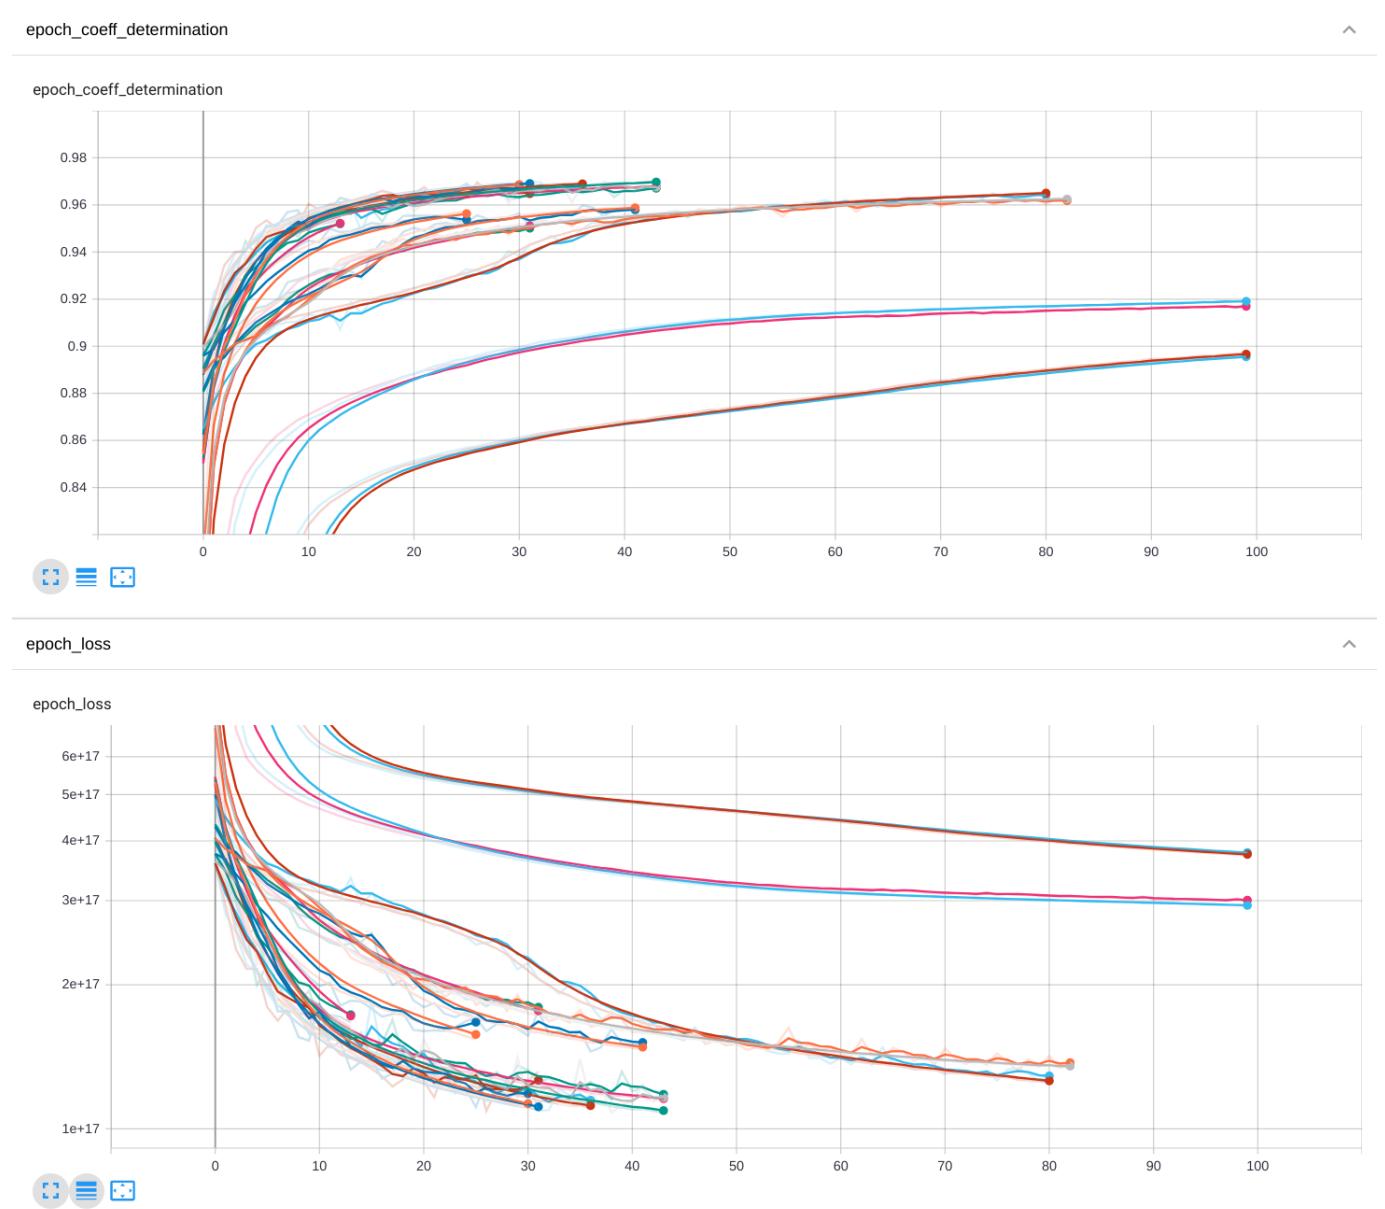 epoch_coeff_determination
epoch_coeff_determination
0.98
0.96
0.94
0.92
0.9
0.88
0.86
0.84
0 10 20 30 40 50 60 70 80 90 100
epoch_loss
epoch_loss
6e+17
5e+17
4e+17
3e+17
2e+17
1e+17
0 10 20 30 40 50 60 70 80 90 100